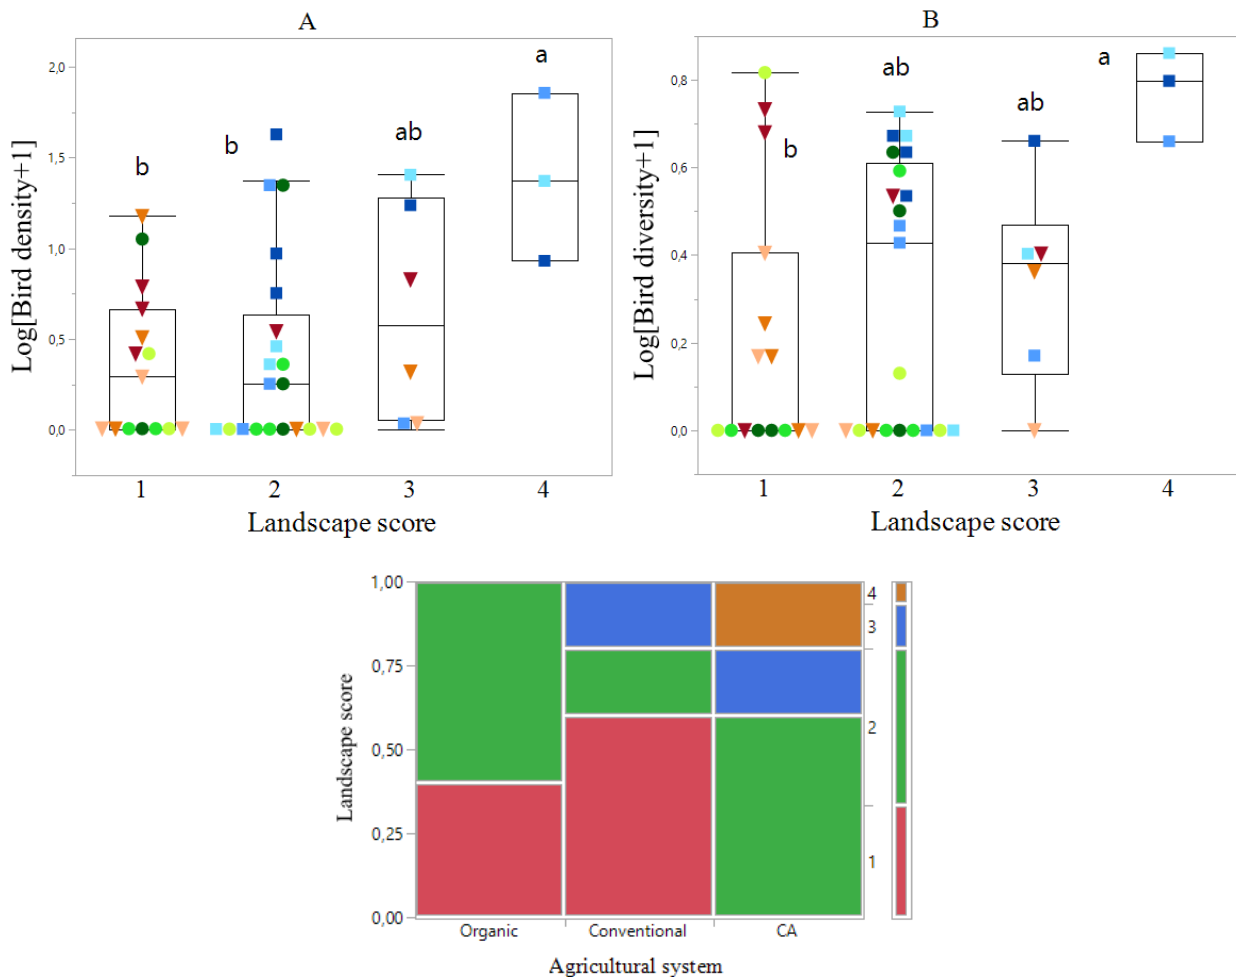 A
B
Log[Bird density+1]
2,0
1,5
1,0
0,5
0,0
b
b
ab
a
1 2 3 4
Landscape score
Log[Bird diversity+1]
0,8
0,6
0,4
0,2
0,0
b
ab
ab
a
1 2 3 4
Landscape score
Landscape score
1,00
0,75
0,50
0,25
0,00
4
3
2
1
Organic Conventional CA
Agricultural system